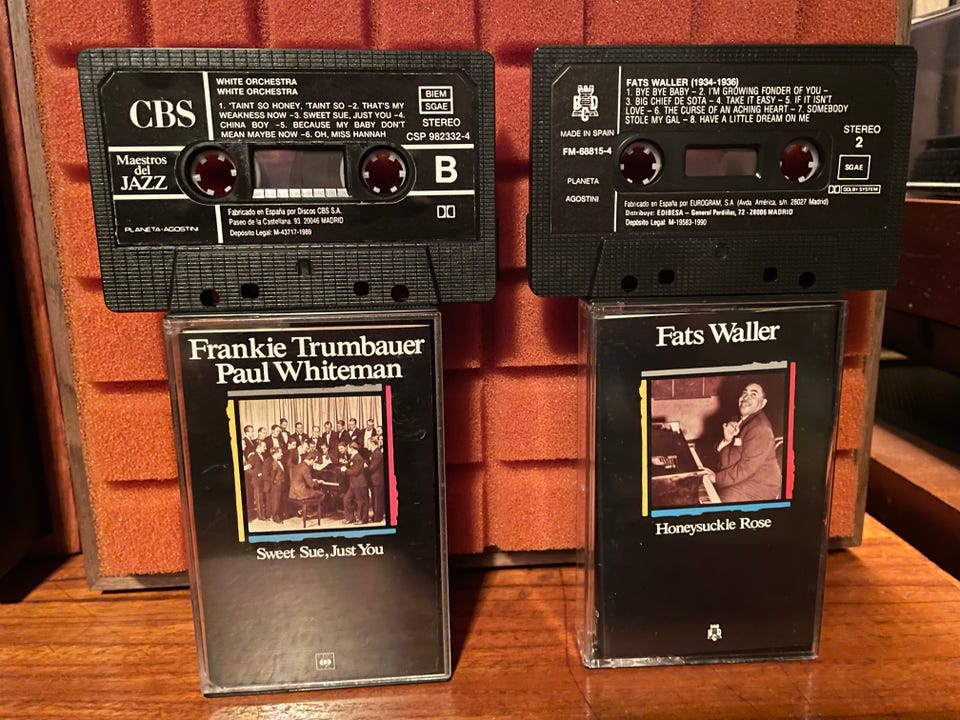 CBS
WHITE ORCHESTRA
WHITE ORCHESTRA
1. 'TAINT SO HONEY, 'TAINT SO –2. THAT'S MY
WEAKNESS NOW –3. SWEET SUE, JUST YOU –4.
CHINA BOY –5. BECAUSE MY BABY DON'T
MEAN MAYBE NOW –6. OH, MISS HANNAH
BIEM
SGAE
STEREO
CSP 982332-4
Maestros
del
JAZZ
B
PLANETA-AGOSTINI
Fabricado en España por Discos CBS S.A.
Paseo de la Castellana. 93. 20046 MADRID
Depósito Legal: M-43717-1989
FATS WALLER (1934-1936)
1. BYE BYE BABY – 2. I'M GROWING FONDER OF YOU –
3. BIG CHIEF DE SOTA – 4. TAKE IT EASY – 5. IF IT ISN'T
LOVE – 6. THE CURSE OF AN ACHING HEART – 7. SOMEBODY
STOLE MY GAL – 8. HAVE A LITTLE DREAM ON ME
MADE IN SPAIN
FM-68815-4
PLANETA
AGOSTINI
STEREO
2
SGAE
DOLBY SYSTEM
Fabricado en España por EUROGRAM, S.A (Avda. América, s/n. 28027 Madrid)
Distribuye: EDIBESA – General Pardiñas, 72 - 28006 MADRID
Depósito Legal: M-19583-1990
Frankie Trumbauer
Paul Whiteman
Sweet Sue, Just You
Fats Waller
Honeysuckle Rose